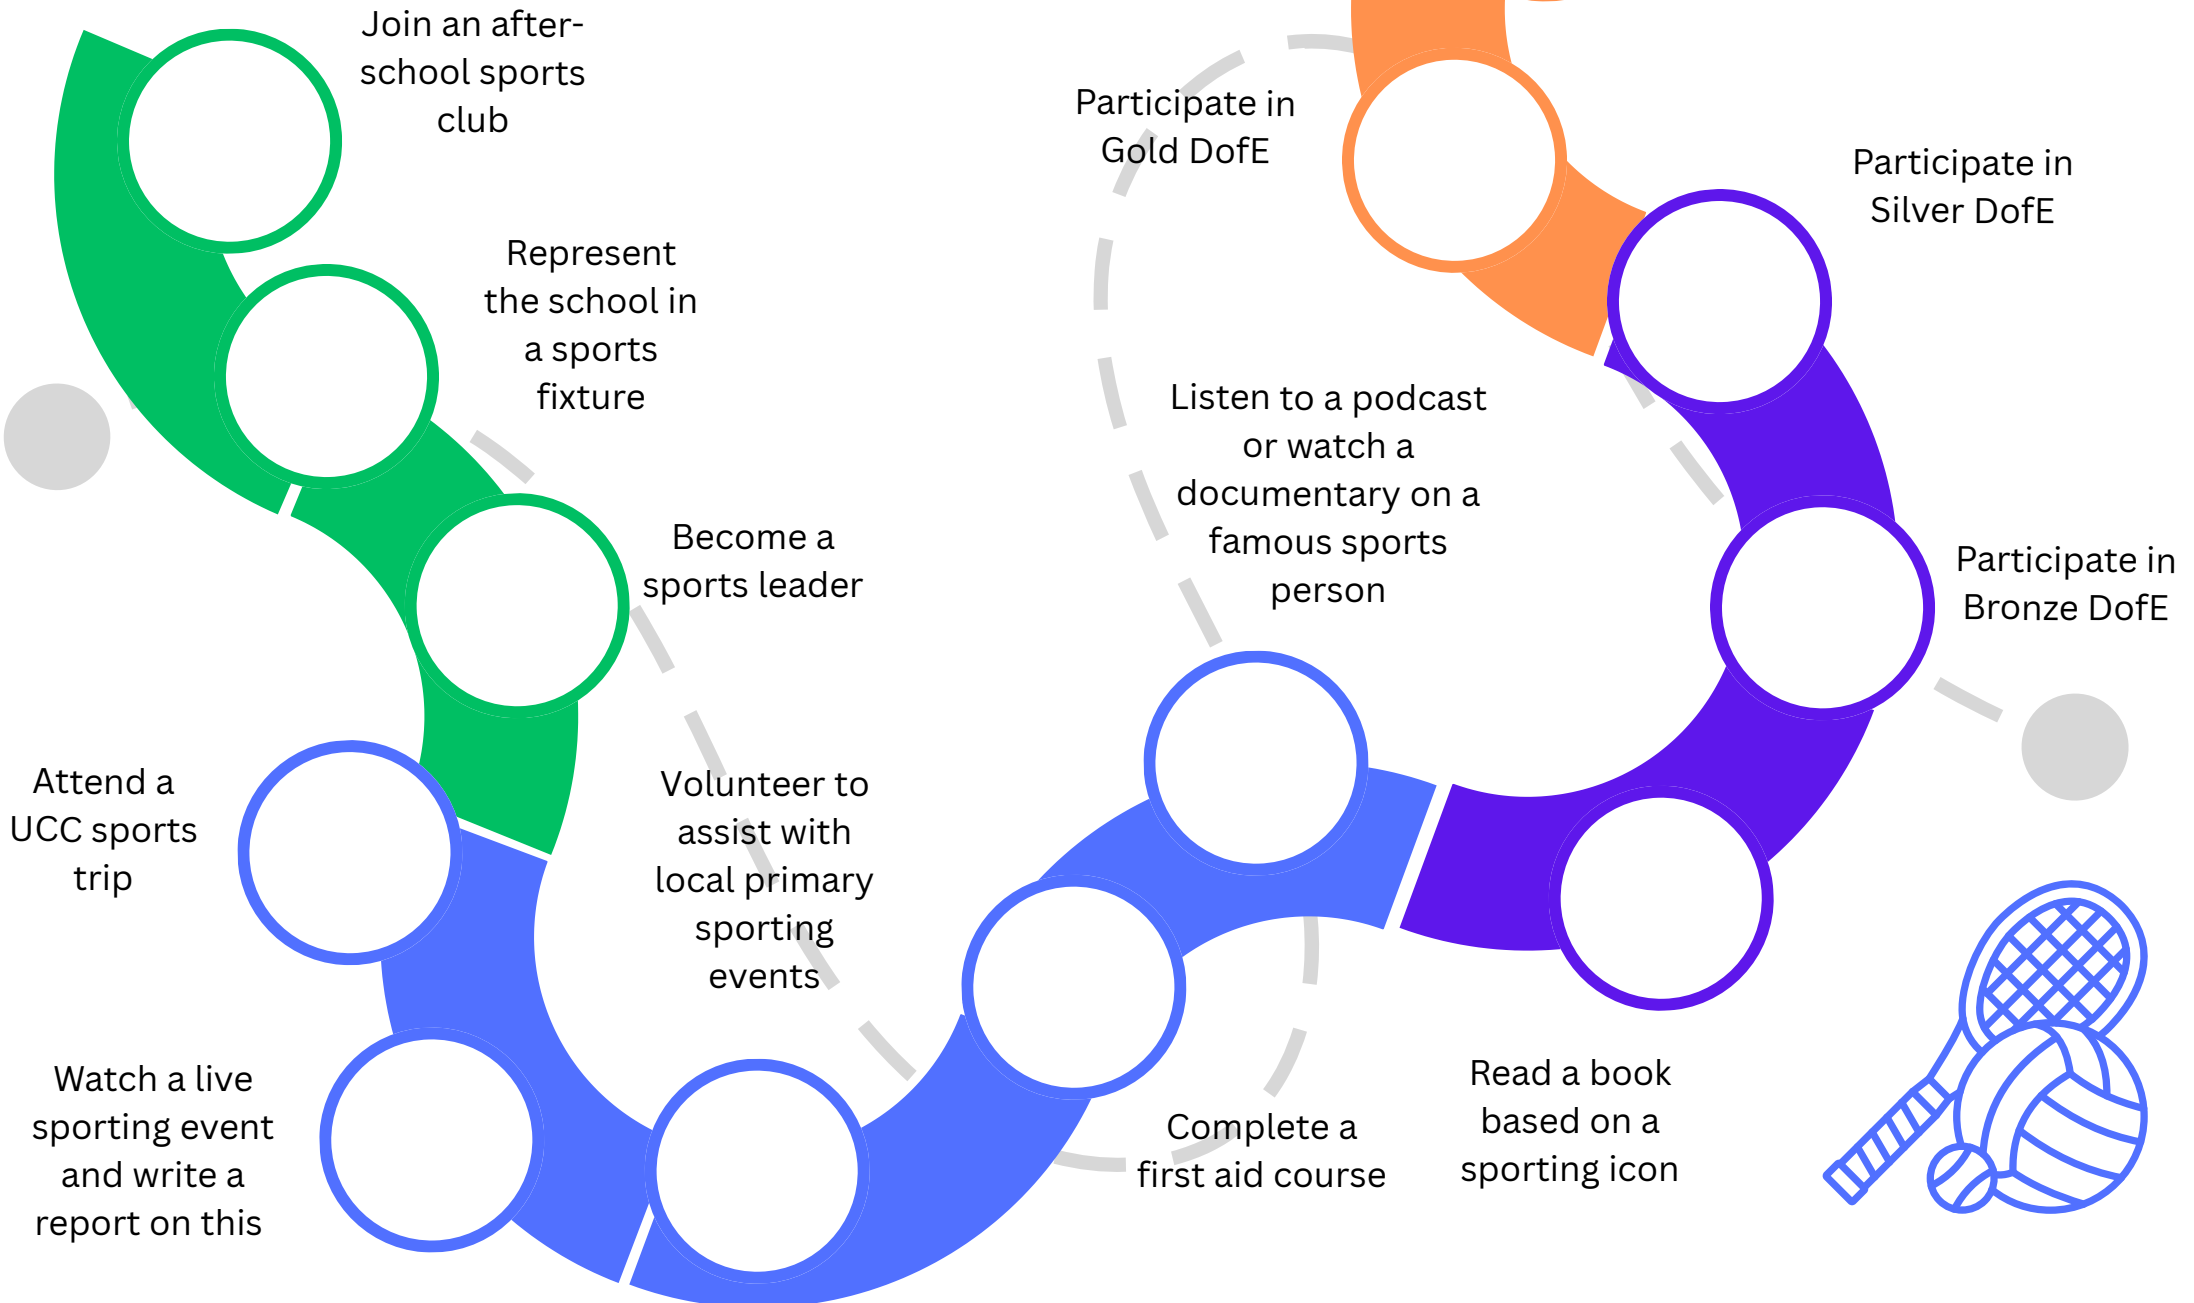 Join an after-
school sports
club
Represent
the school in
a sports
fixture
Become a
sports leader
Attend a
UCC sports
trip
Watch a live
sporting event
and write a
report on this
Volunteer to
assist with
local primary
sporting
events
Complete a
first aid course
Listen to a podcast
or watch a
documentary on a
famous sports
person
Read a book
based on a
sporting icon
Participate in
Bronze DofE
Participate in
Silver DofE
Participate in
Gold DofE